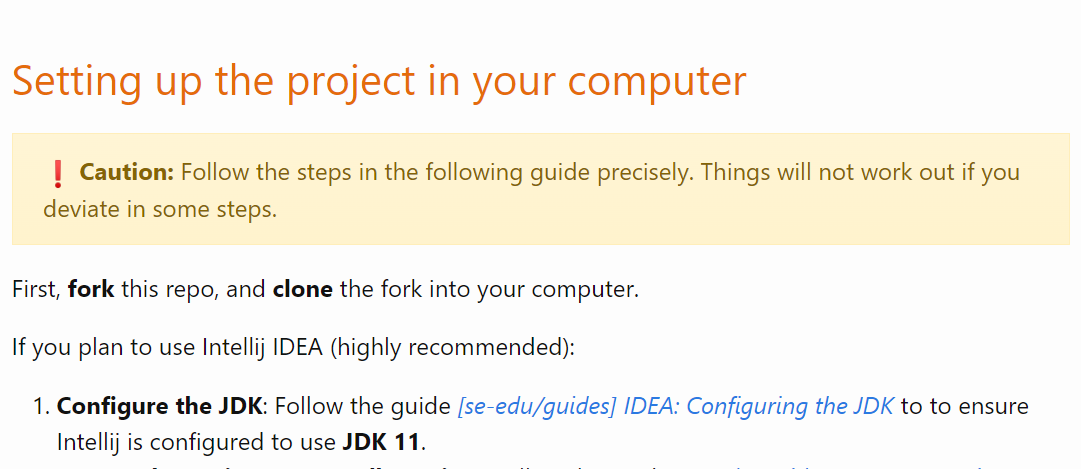 Setting up the project in your computer
❗ Caution: Follow the steps in the following guide precisely. Things will not work out if you
deviate in some steps.
First, fork this repo, and clone the fork into your computer.
If you plan to use Intellij IDEA (highly recommended):
1. Configure the JDK: Follow the guide [se-edu/guides] IDEA: Configuring the JDK to to ensure
Intellij is configured to use JDK 11.